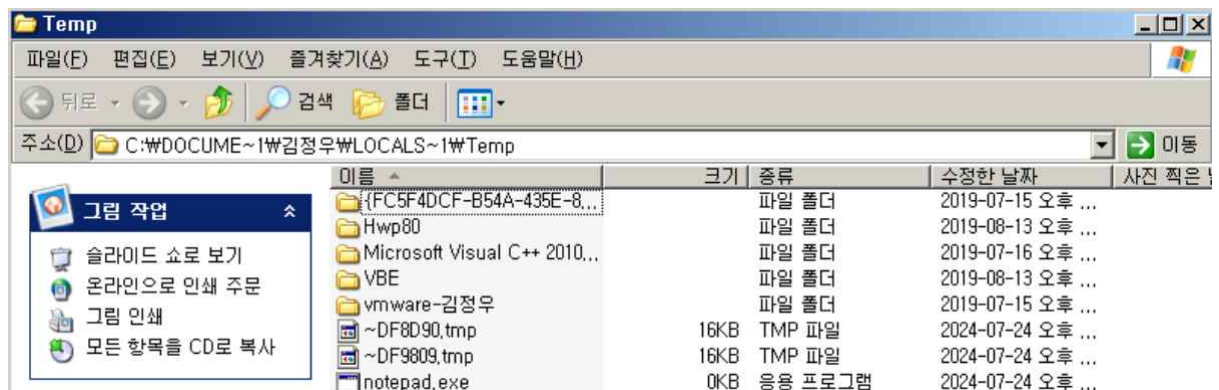 Temp
파일(F) 편집(E) 보기(V) 즐겨찾기(A) 도구(T) 도움말(H)
뒤로 검색 폴더
주소(D) C:₩DOCUME~1₩김정우₩LOCALS~1₩Temp 이동
이름 크기 종류 수정한 날짜 사진 찍은
그림 작업
슬라이드 쇼로 보기
온라인으로 인쇄 주문
그림 인쇄
모든 항목을 CD로 복사
{FC5F4DCF-B54A-435E-8... 파일 폴더 2019-07-15 오후 ...
Hwp80 파일 폴더 2019-08-13 오후 ...
Microsoft Visual C++ 2010... 파일 폴더 2019-07-16 오후 ...
VBE 파일 폴더 2019-08-13 오후 ...
vmware-김정우 파일 폴더 2019-07-15 오후 ...
~DF8D90.tmp 16KB TMP 파일 2024-07-24 오후 ...
~DF9809.tmp 16KB TMP 파일 2024-07-24 오후 ...
notepad.exe 0KB 응용 프로그램 2024-07-24 오후 ...